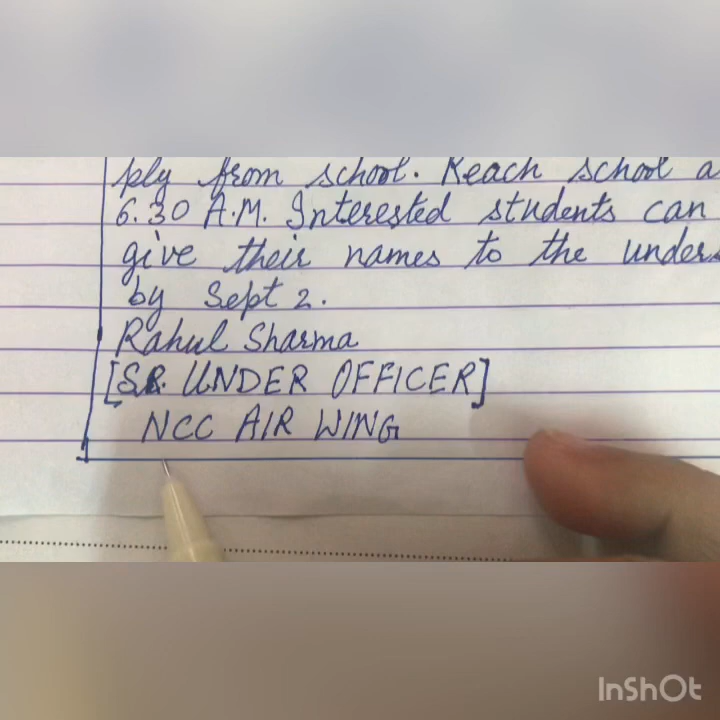 ply from school. Reach school a
6.30 A.M. Interested students can
give their names to the unders
by Sept 2.
Rahul Sharma
[SR. UNDER OFFICER]
NCC AIR WING
InShOt